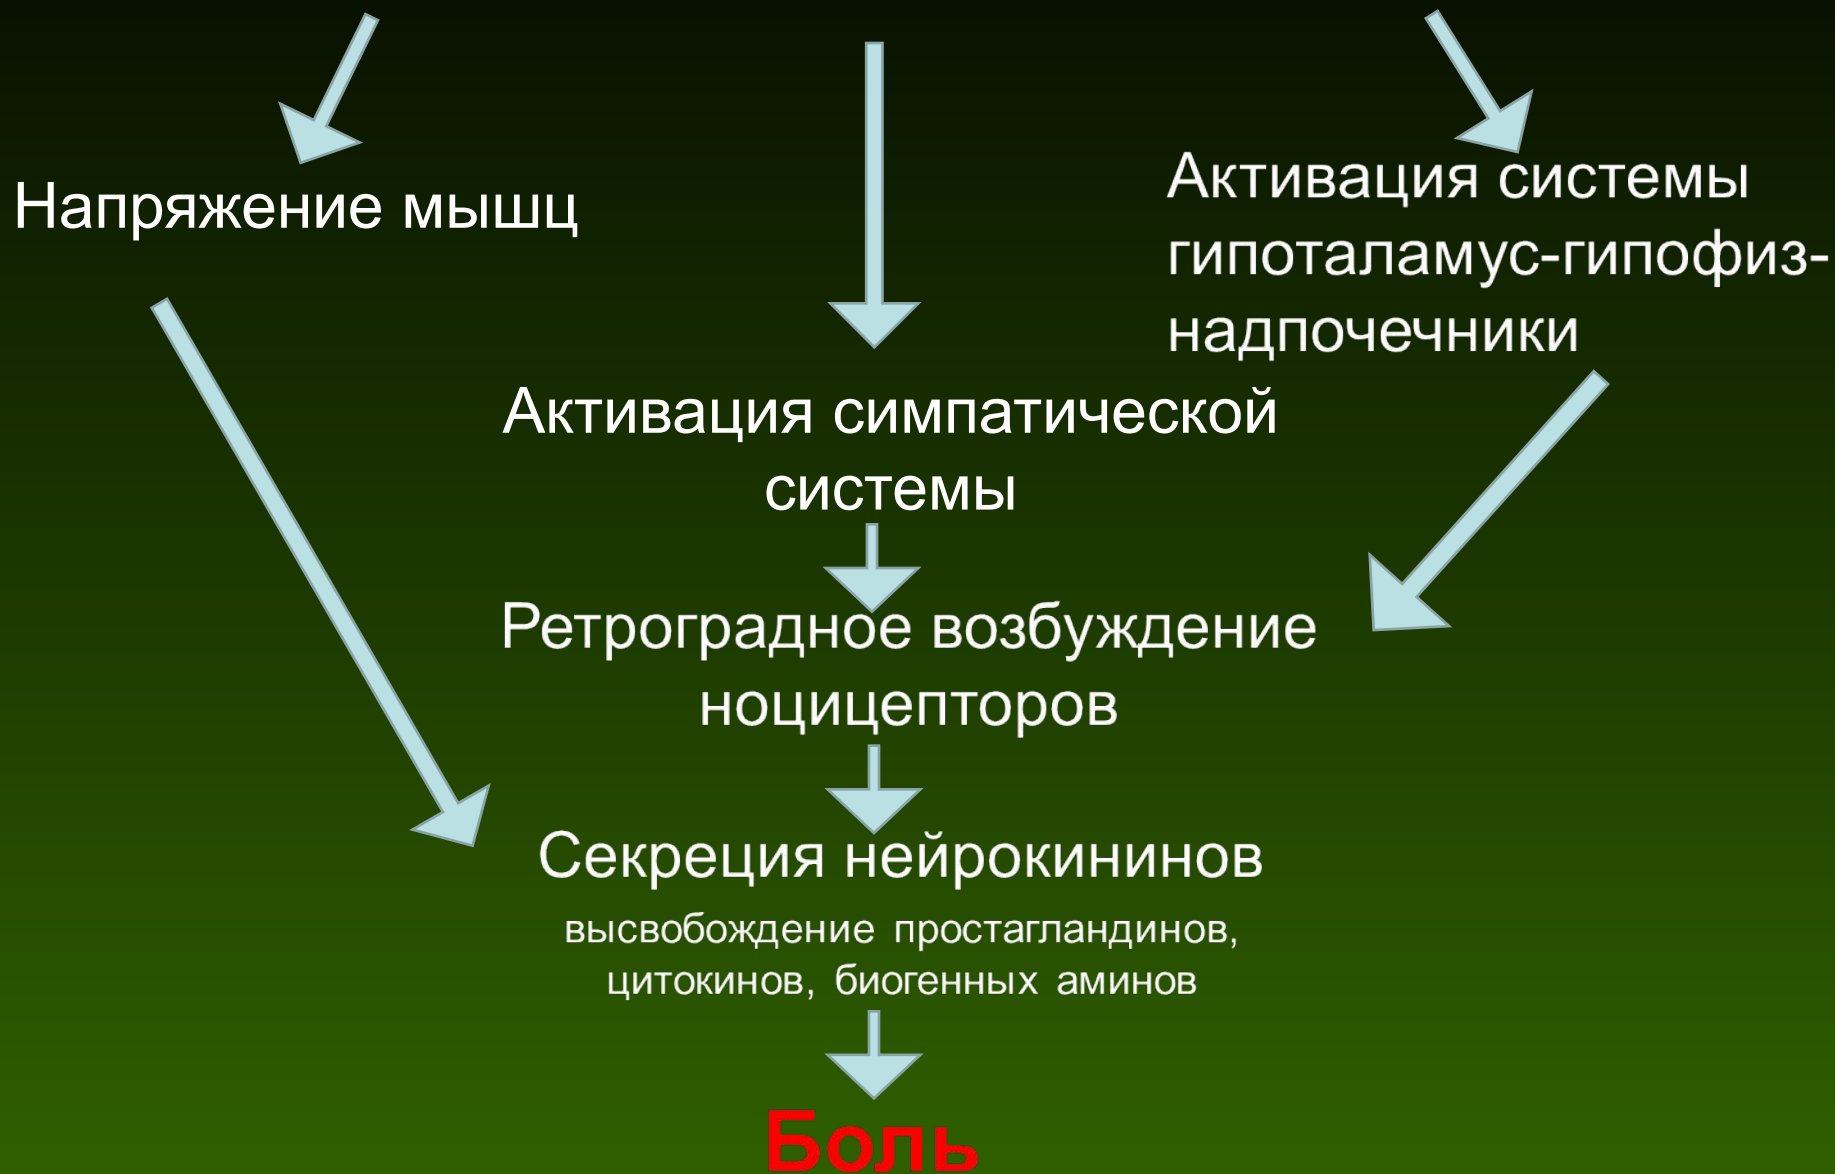 Напряжение мышц
Активация системы
гипоталамус-гипофиз-
надпочечники
Активация симпатической
системы
Ретроградное возбуждение
ноцицепторов
Секреция нейрокининов
высвобождение простагландинов,
цитокинов, биогенных аминов
Боль